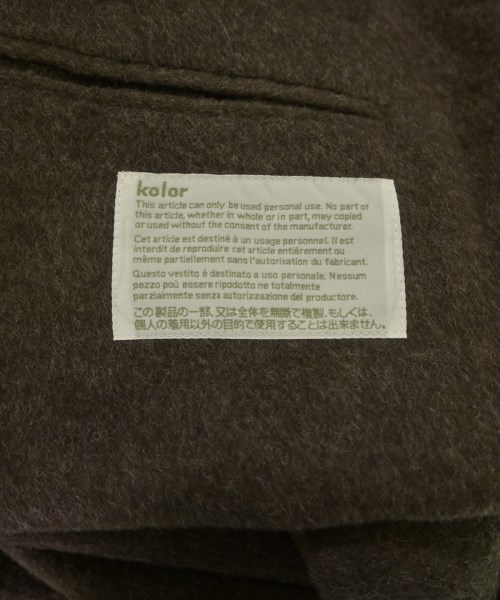 kolor
This article can only be used personal use. No part of
this article, whether in whole or in part, may copied
or used without the consent of the manufacturer.
Cet article est destiné à un usage personnel. Il est
interdit de reproduire cet article entièrement ou
même partiellement sans l'autorisation du fabricant.
Questo vestito é destinato a uso personale. Nessum
pezzo poú essere ripodotto ne totalmente
parzialmente senza autorizzazione del productore.
この製品の一部、又は全体を無断で複製、もしくは、
個人の着用以外の目的で使用することは出来ません。